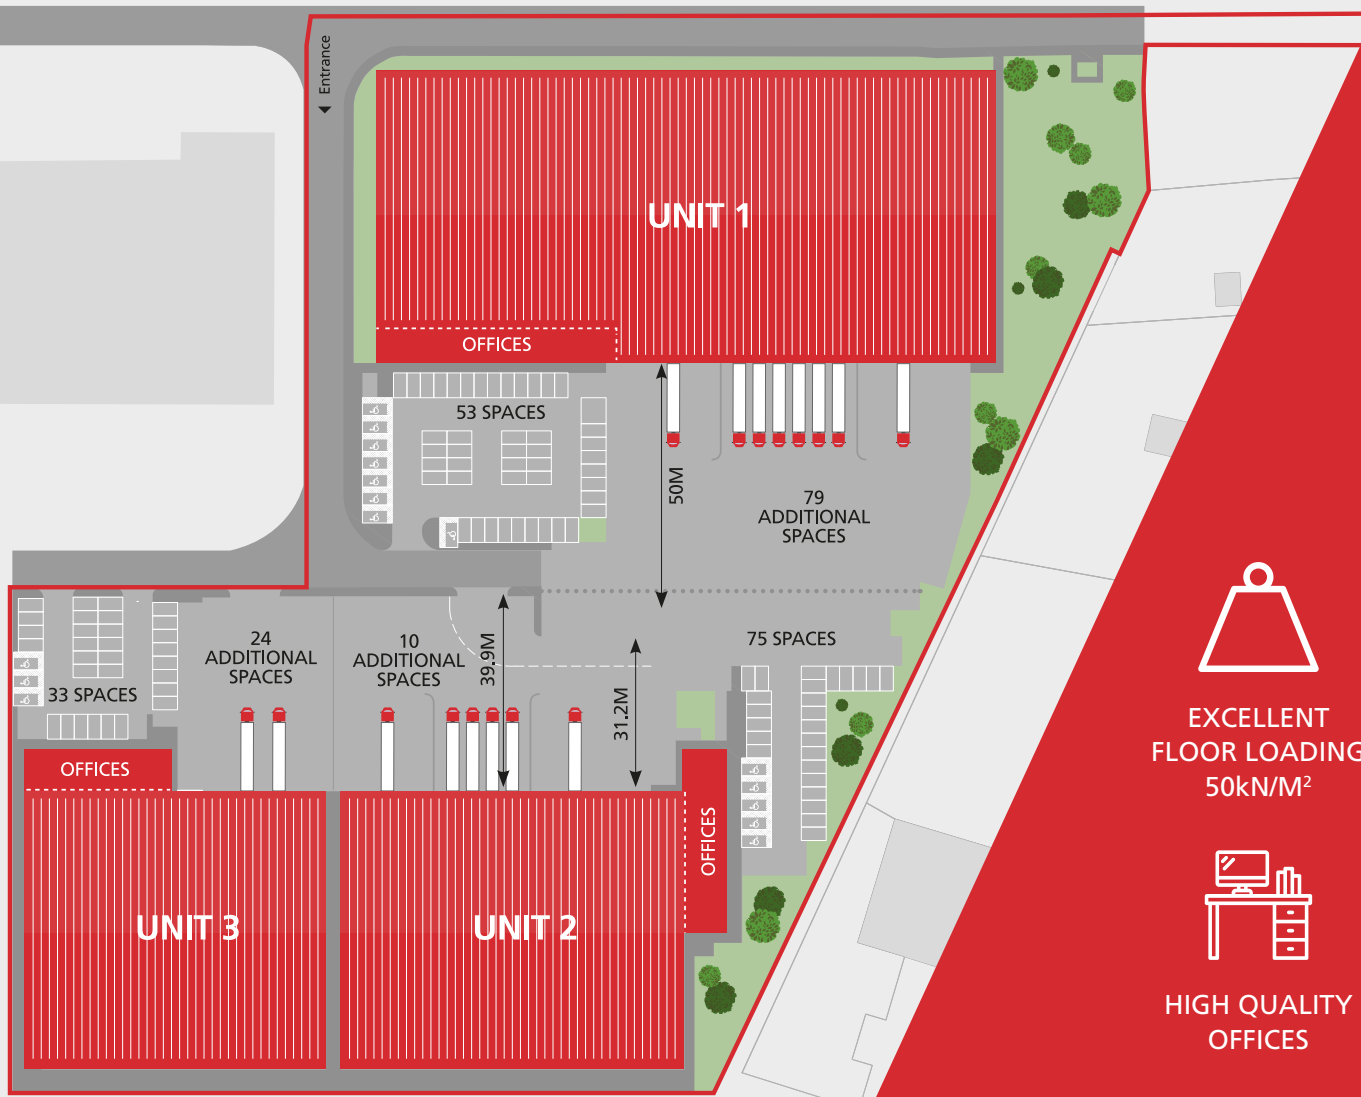 Entrance
UNIT 1
OFFICES
53 SPACES
50M
79
ADDITIONAL
SPACES
24
ADDITIONAL
SPACES
10
ADDITIONAL
SPACES
39.9M
31.2M
75 SPACES
33 SPACES
OFFICES
OFFICES
UNIT 3
UNIT 2
EXCELLENT
FLOOR LOADING
50kN/M²
HIGH QUALITY
OFFICES